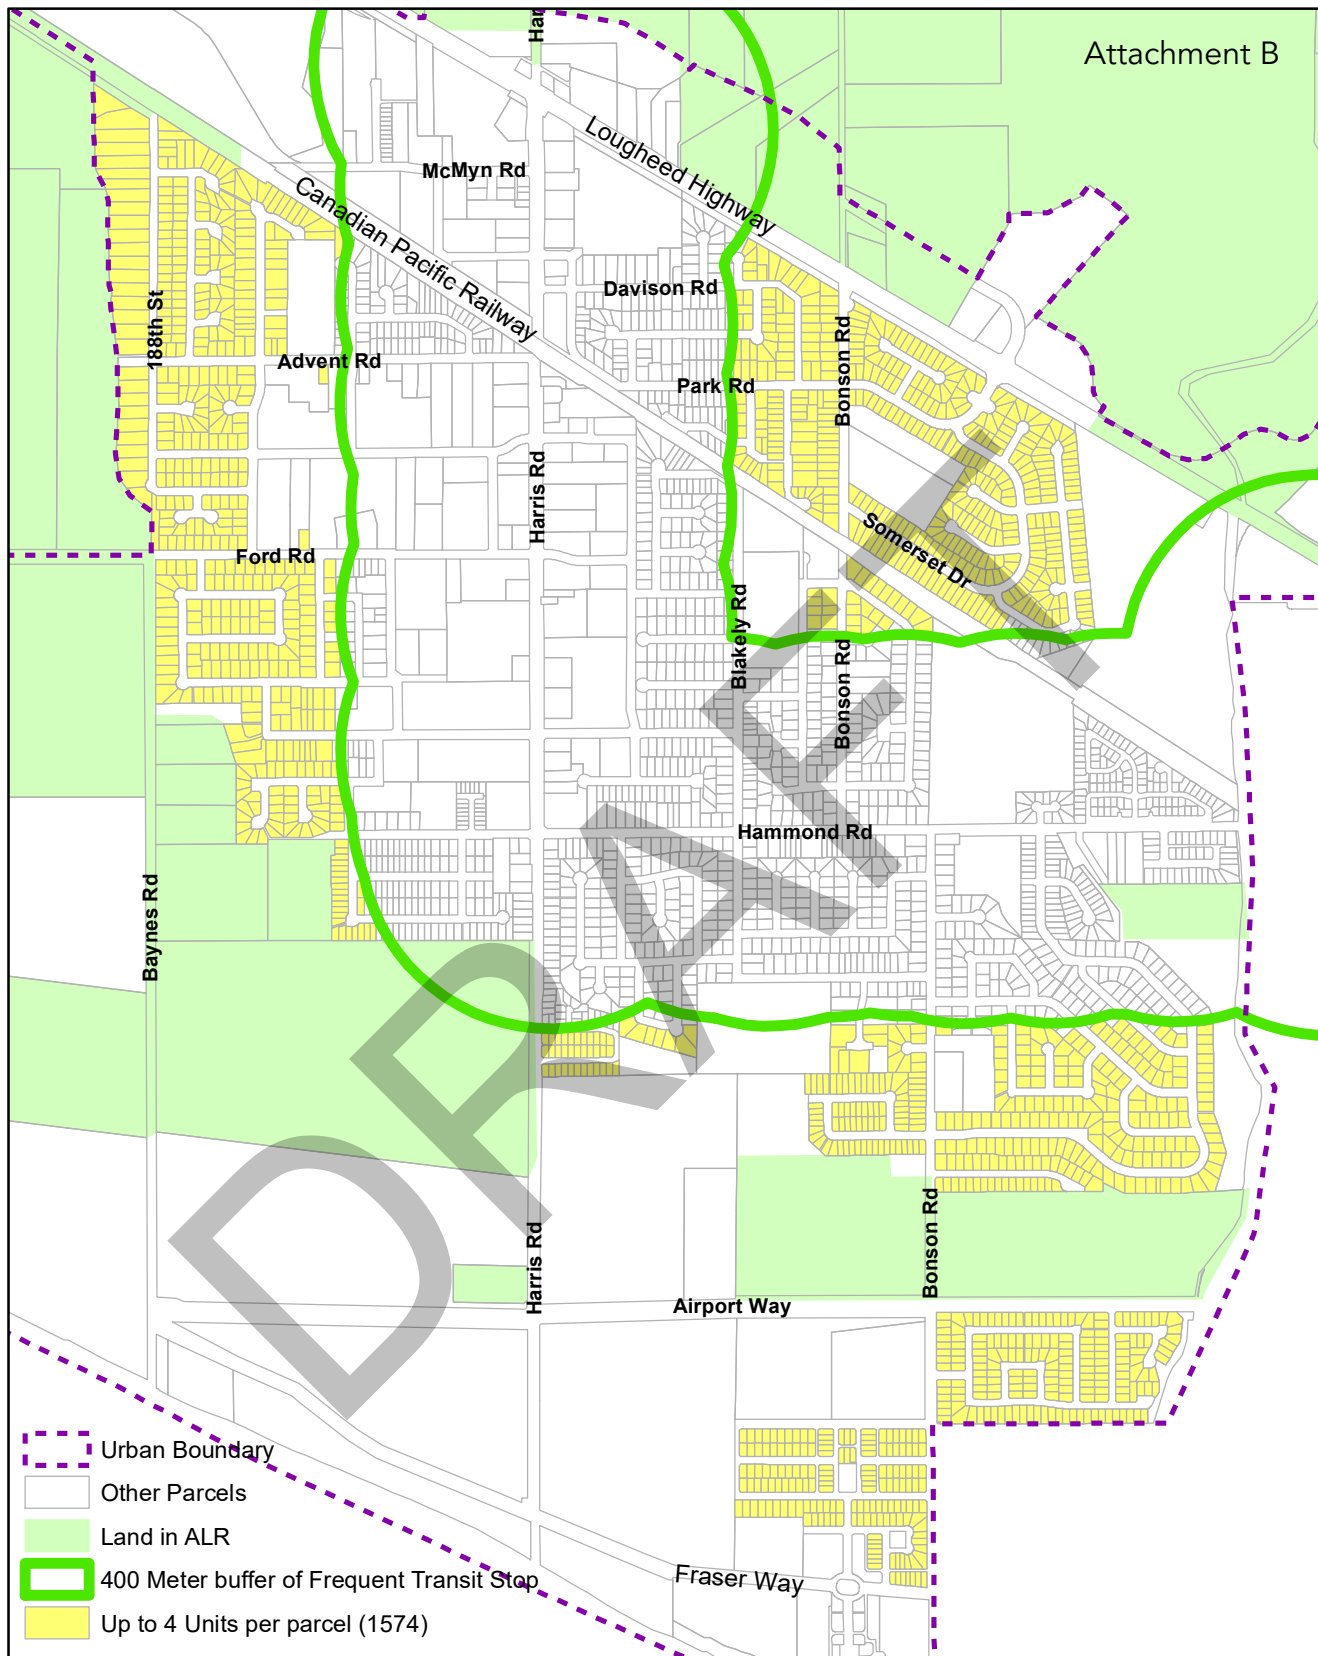 Har
Attachment B
Lougheed Highway
McMyn Rd
Canadian Pacific Railway
Davison Rd
188th St
Advent Rd
Park Rd
Bonson Rd
Harris Rd
Somerset Dr
Ford Rd
Blakely Rd
Bonson Rd
Hammond Rd
Baynes Rd
DRAFT
Harris Rd
Bonson Rd
Airport Way
Fraser Way
Urban Boundary
Other Parcels
Land in ALR
400 Meter buffer of Frequent Transit Stop
Up to 4 Units per parcel (1574)